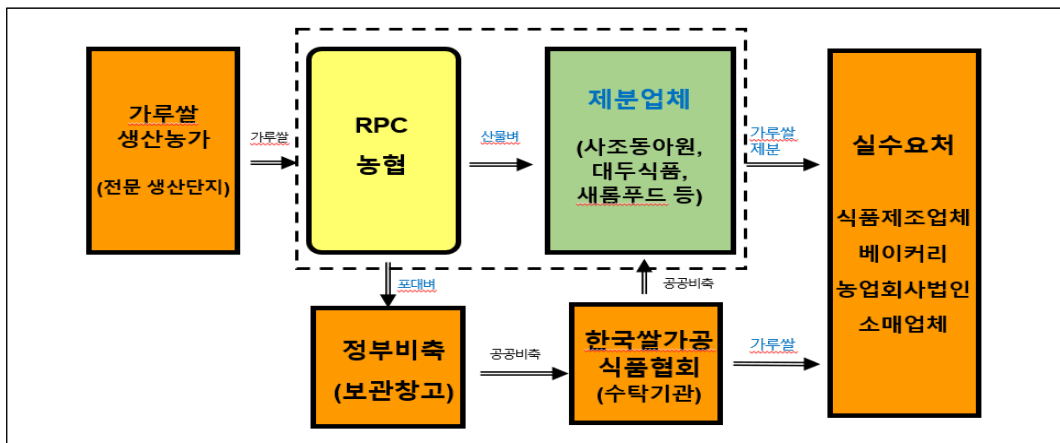 가루쌀
생산농가
(전문 생산단지)
가루쌀
RPC
농협
산물벼
제분업체
(사조동아원,
대두식품,
새롬푸드 등)
가루쌀
제분
실수요처
식품제조업체
베이커리
농업회사법인
소매업체
포대벼
공공비축
정부비축
(보관창고)
공공비축
한국쌀가공
식품협회
(수탁기관)
가루쌀